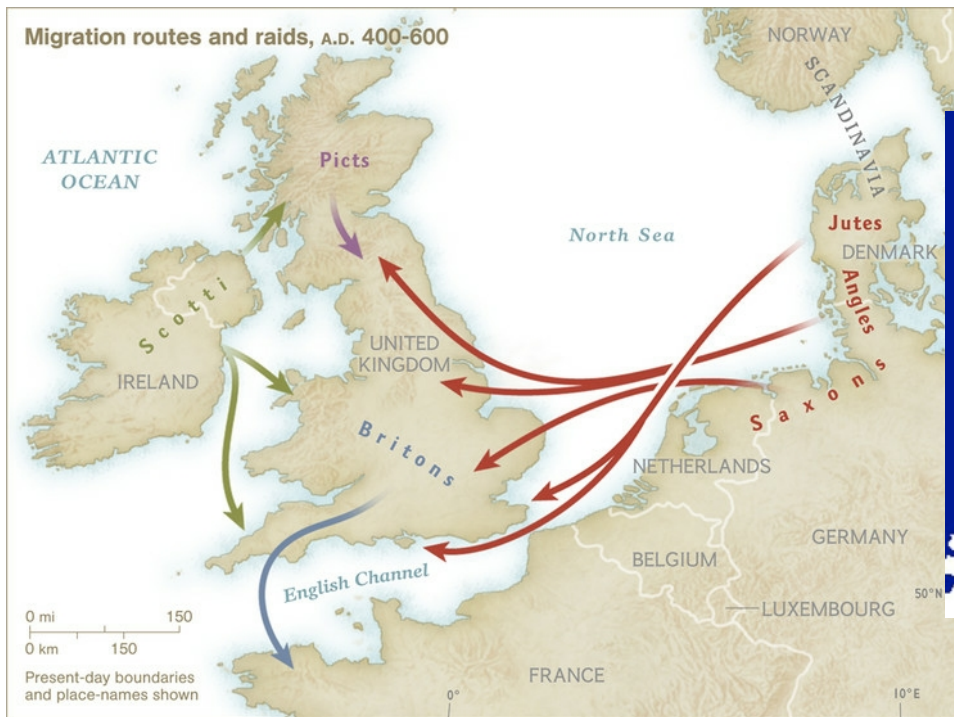 Migration routes and raids, A.D. 400-600
NORWAY
SCANDINAVIA
ATLANTIC
OCEAN
Picts
North Sea
Jutes
DENMARK
Angles
Scotti
IRELAND
UNITED
KINGDOM
Saxons
Britons
NETHERLANDS
GERMANY
BELGIUM
English Channel
50°N
LUXEMBOURG
0 mi 150
0 km 150
FRANCE
Present-day boundaries
and place-names shown
0°
10°E